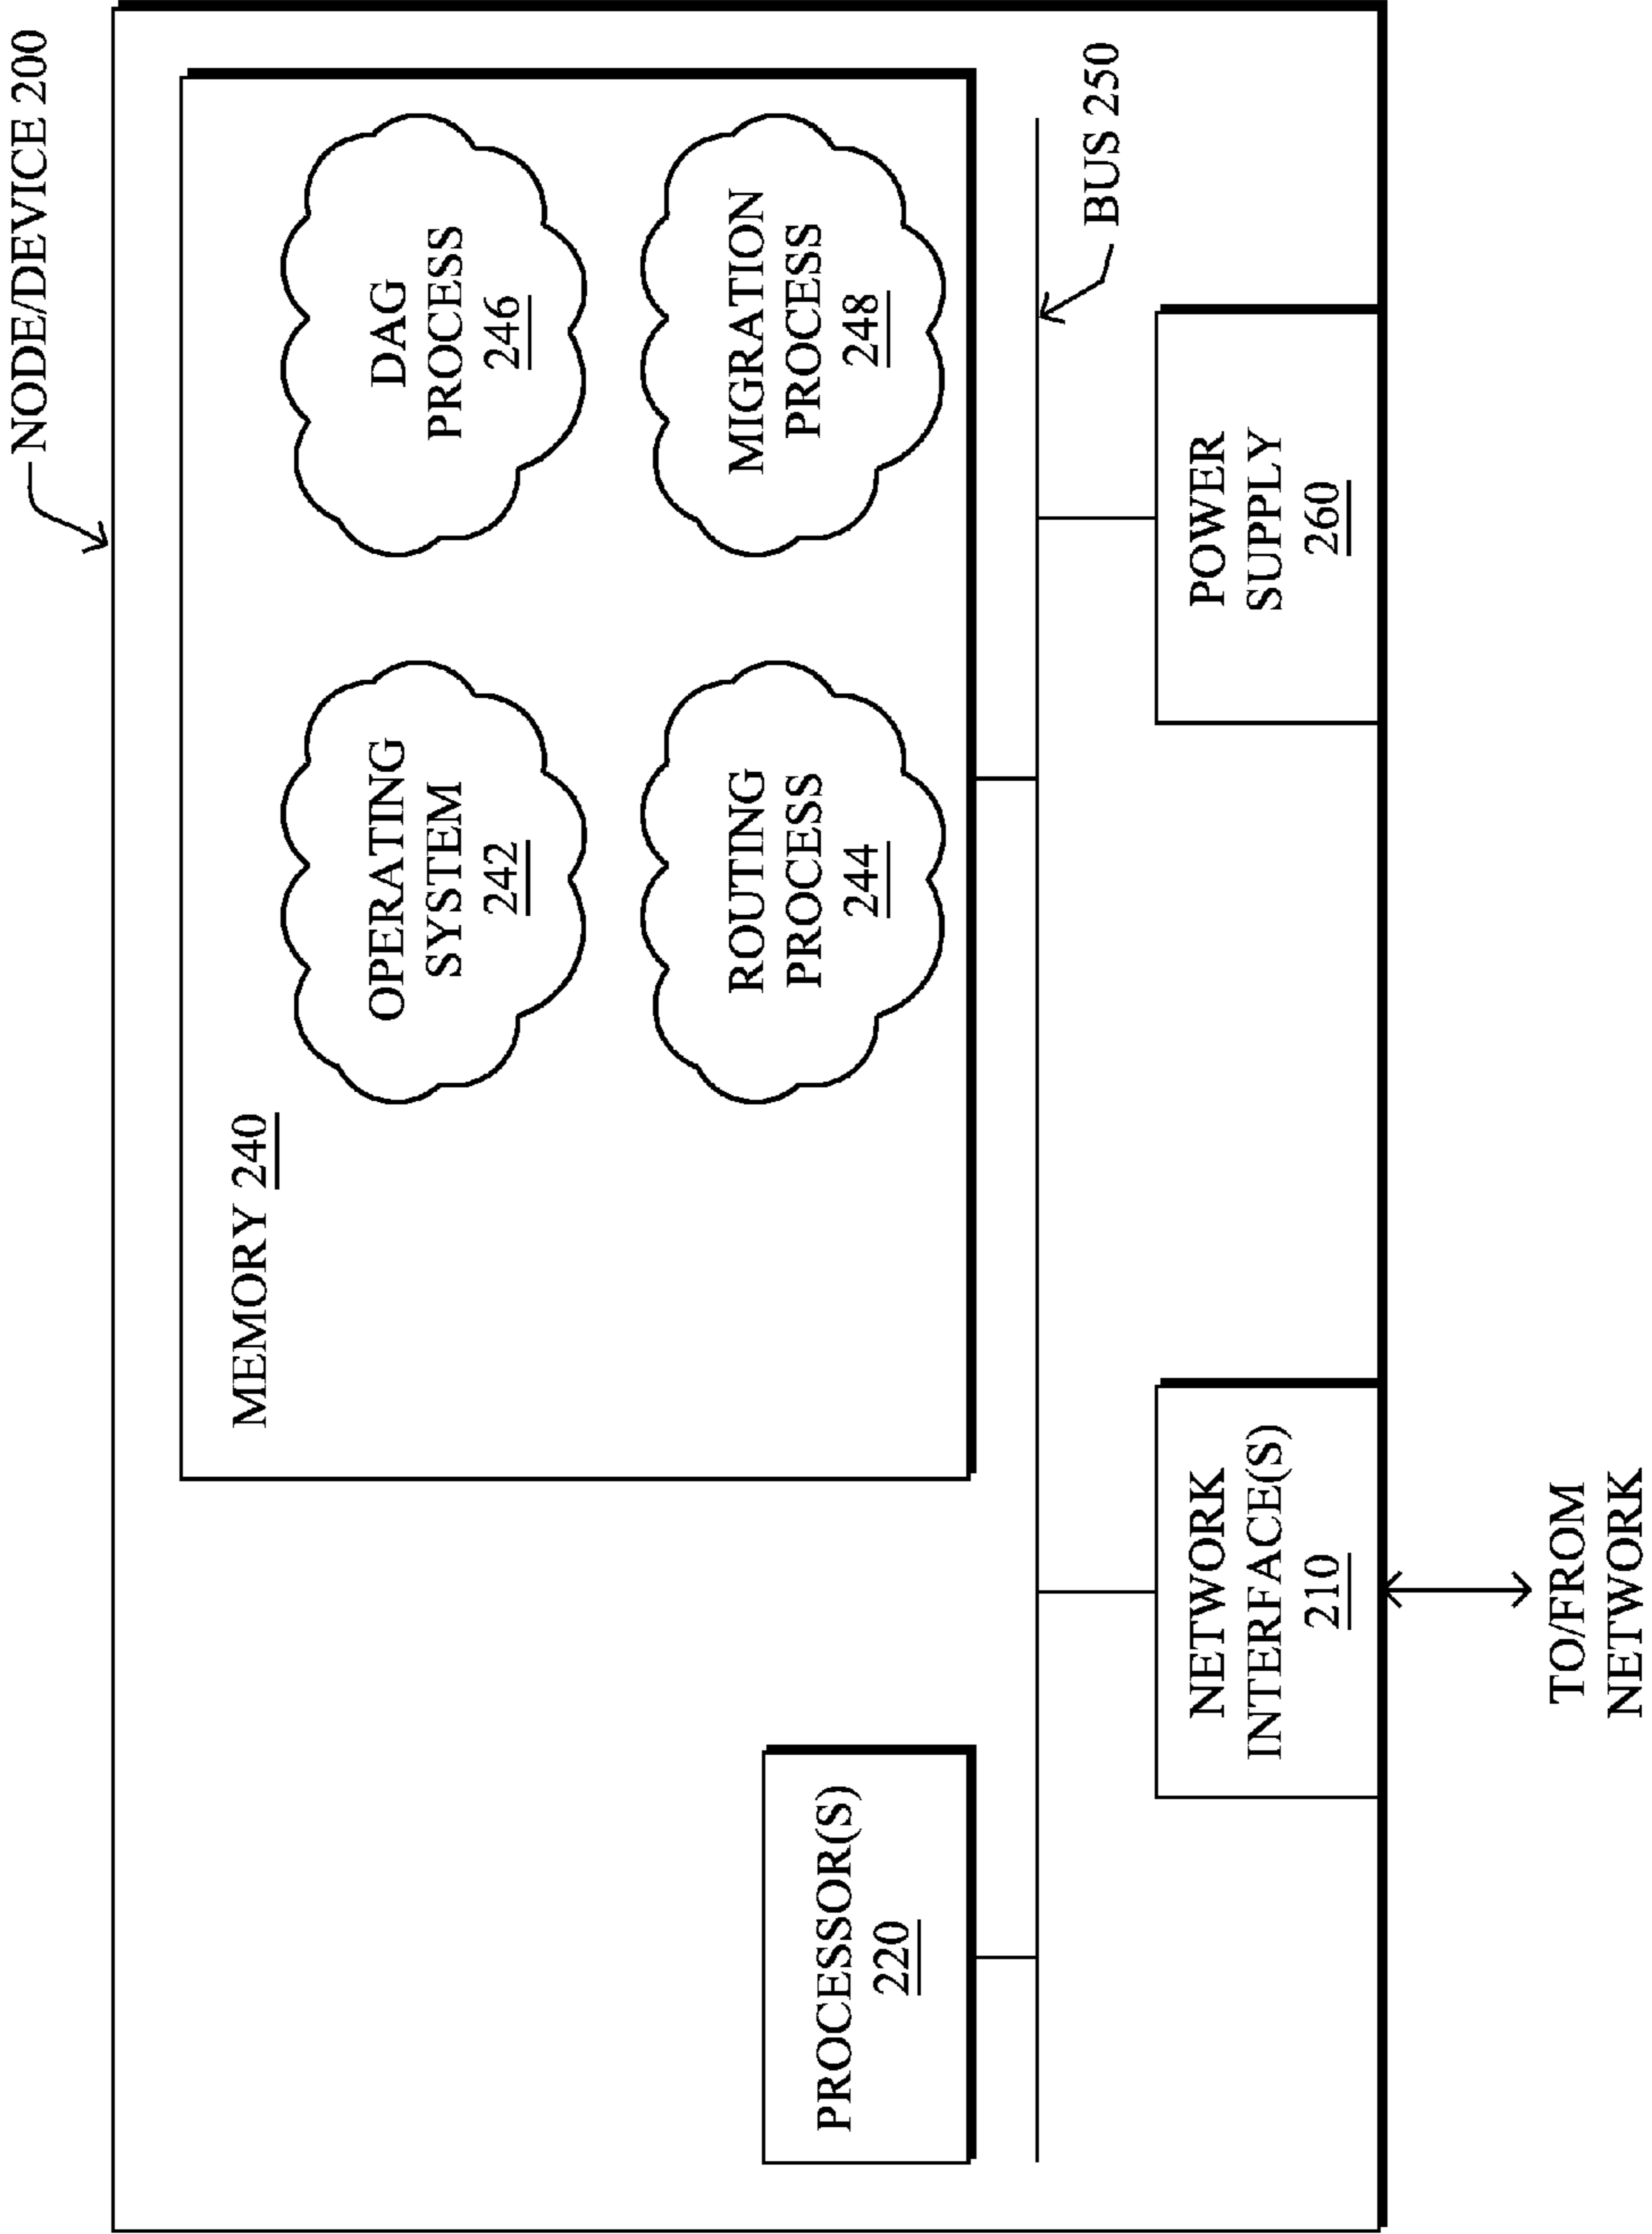 NODE/DEVICE 200
MEMORY 240
OPERATING
SYSTEM
242
DAG
PROCESS
246
ROUTING
PROCESS
244
MIGRATION
PROCESS
248
PROCESSOR(S)
220
BUS 250
NETWORK
INTERFACE(S)
210
POWER
SUPPLY
260
TO/FROM
NETWORK